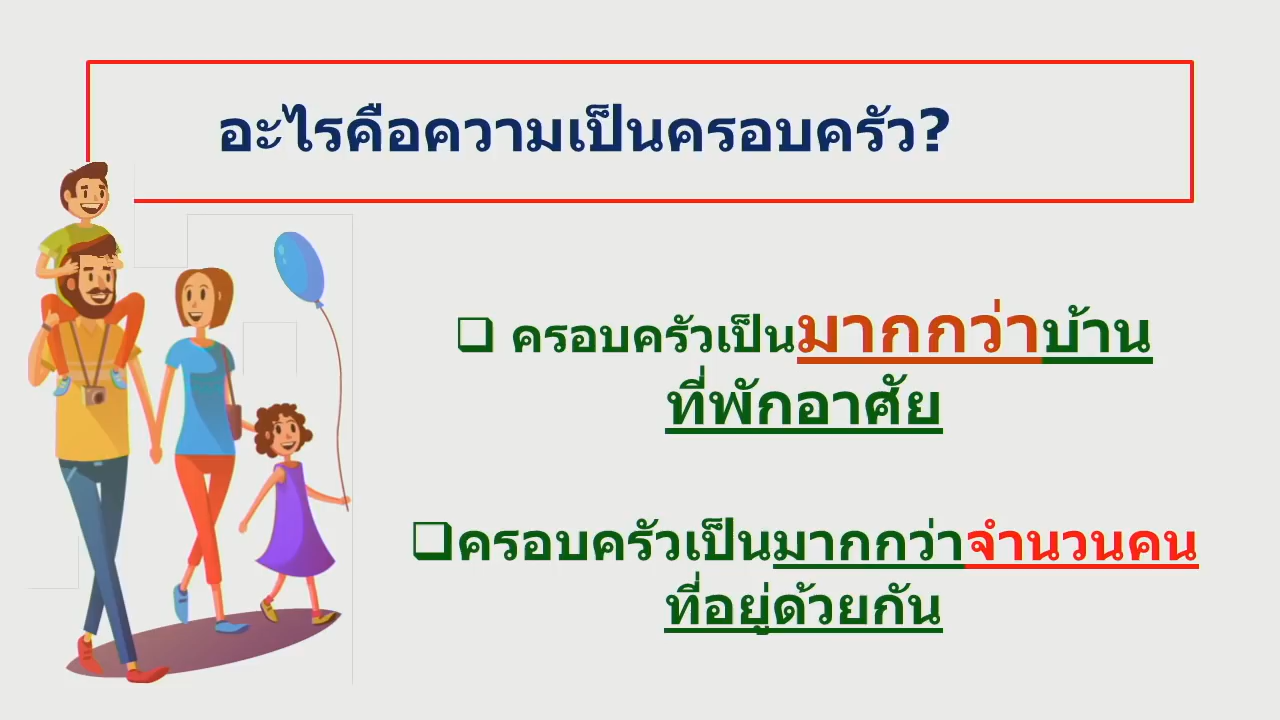 อะไรคือความเป็นครอบครัว?
❑ ครอบครัวเป็นมากกว่าบ้าน
ที่พักอาศัย
❑ครอบครัวเป็นมากกว่าจำนวนคน
ที่อยู่ด้วยกัน